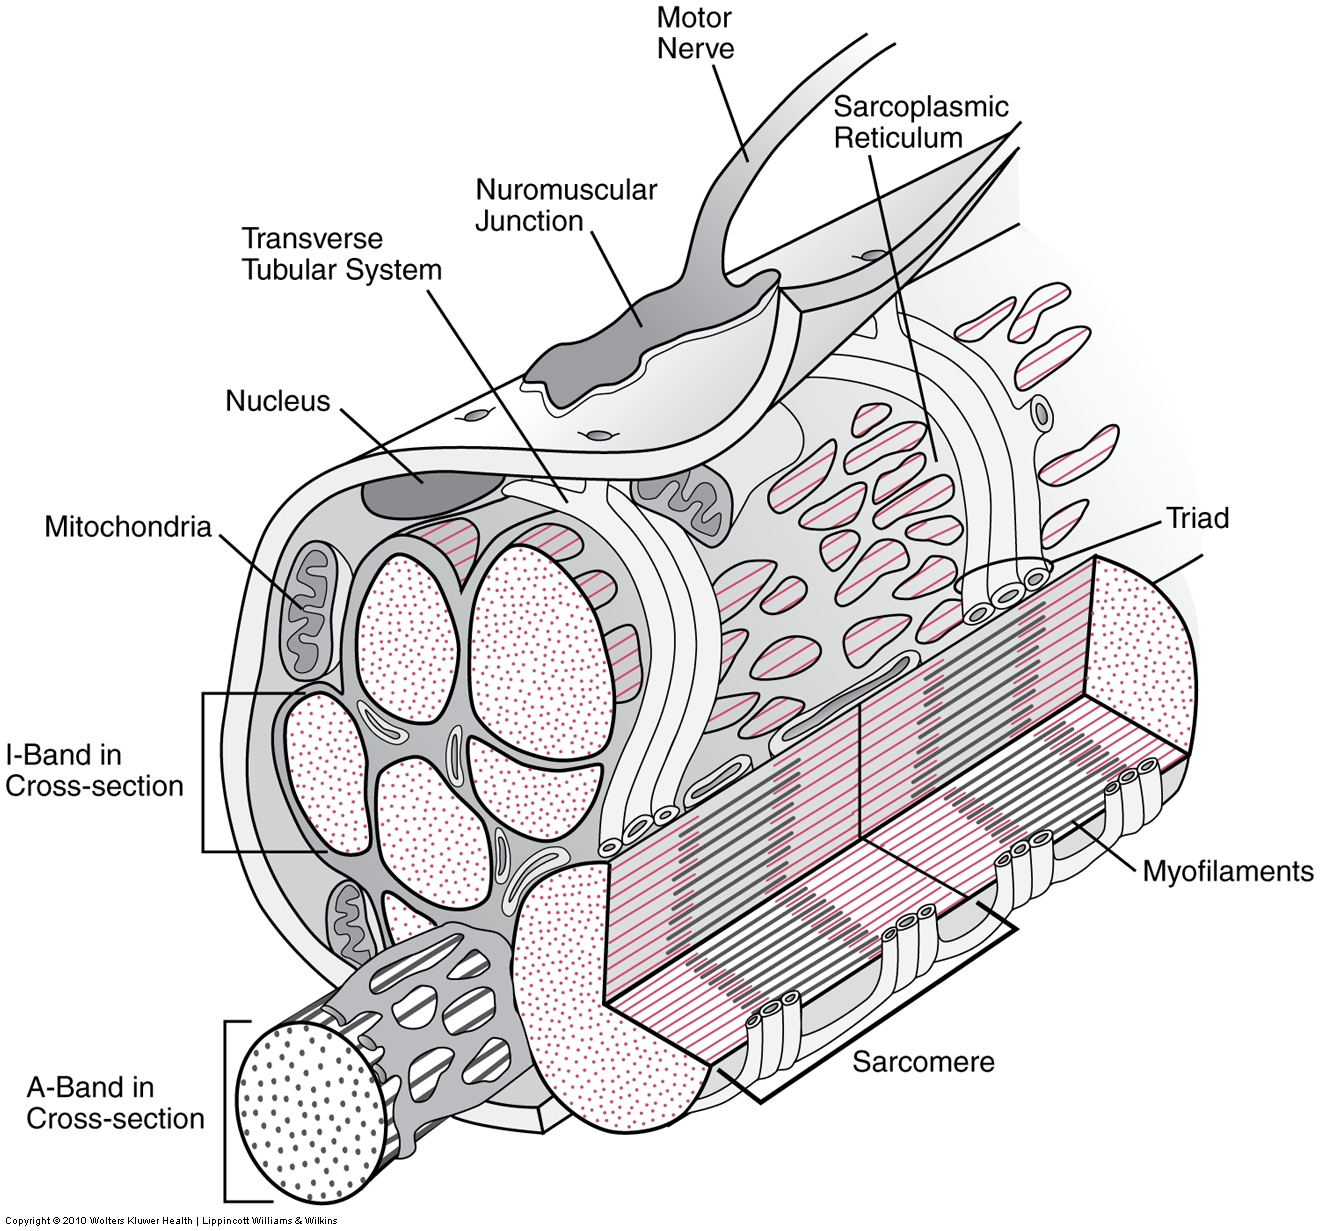 Motor
Nerve
Sarcoplasmic
Reticulum
Nuromuscular
Junction
Transverse
Tubular System
Nucleus
Mitochondria
Triad
I-Band in
Cross-section
Myofilaments
Sarcomere
A-Band in
Cross-section
Copyright © 2010 Wolters Kluwer Health | Lippincott Williams & Wilkins